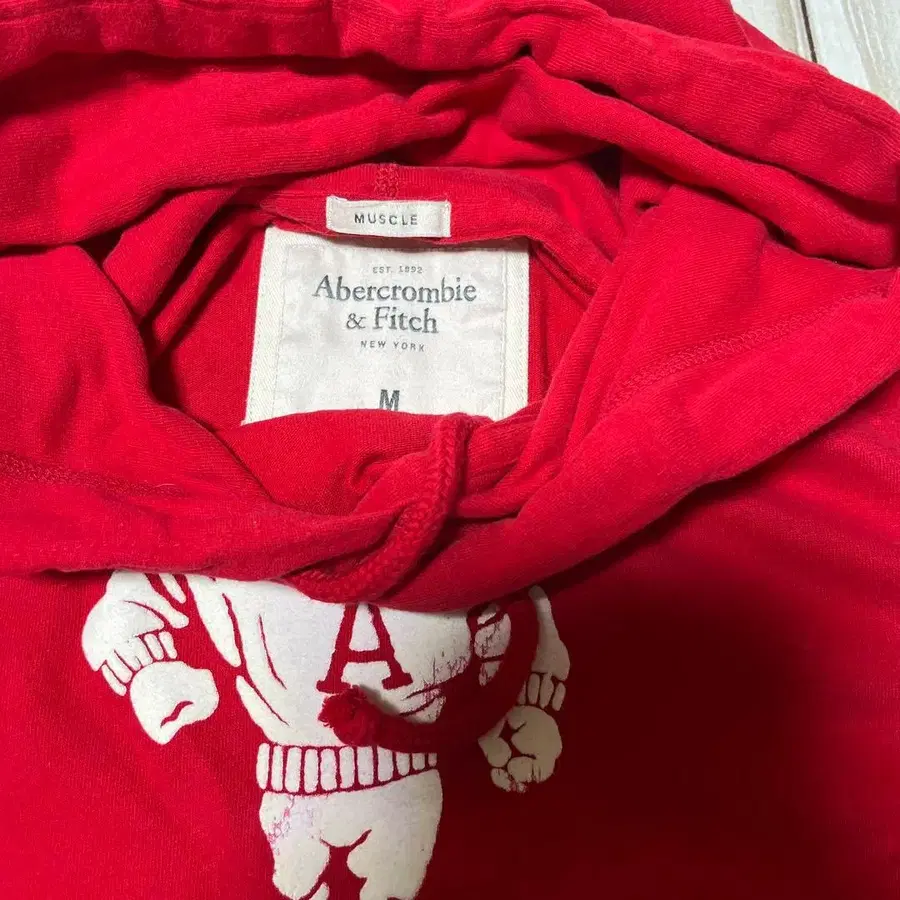 MUSCLE
EST. 1892
Abercrombie
& Fitch
NEW YORK
M
A